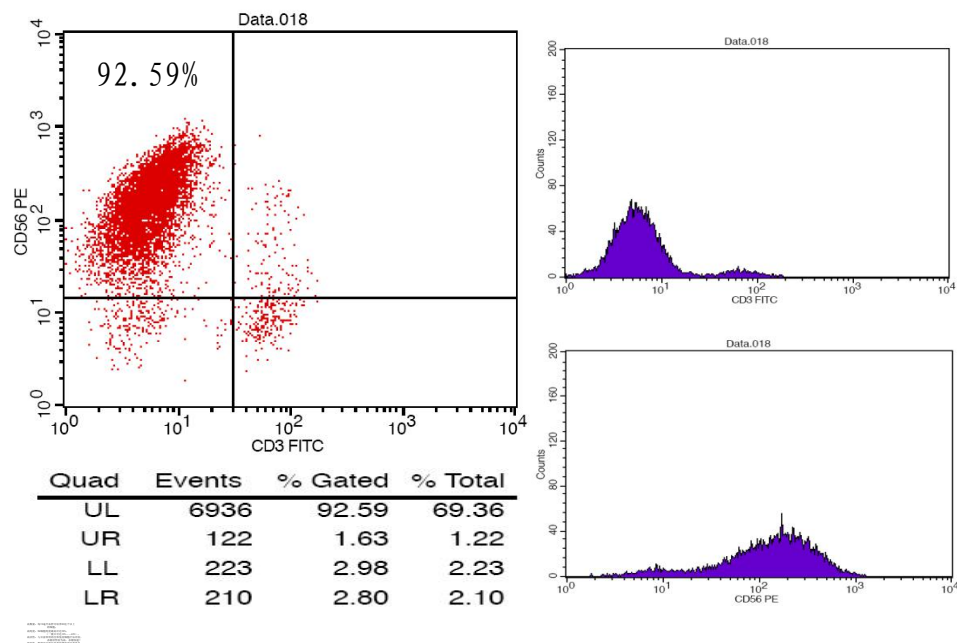 Data.018
92.59%
10^4
10^3
10^2
10^1
10^0
CD56 PE
10^0 10^1 10^2 10^3 10^4
CD3 FITC
Quad Events % Gated % Total
UL 6936 92.59 69.36
UR 122 1.63 1.22
LL 223 2.98 2.23
LR 210 2.80 2.10
Data.018
200
160
120
80
40
0
Counts
10^0 10^1 10^2 10^3 10^4
CD3 FITC
Data.018
200
160
120
80
40
0
Counts
10^0 10^1 10^2 10^3 10^4
CD56 PE